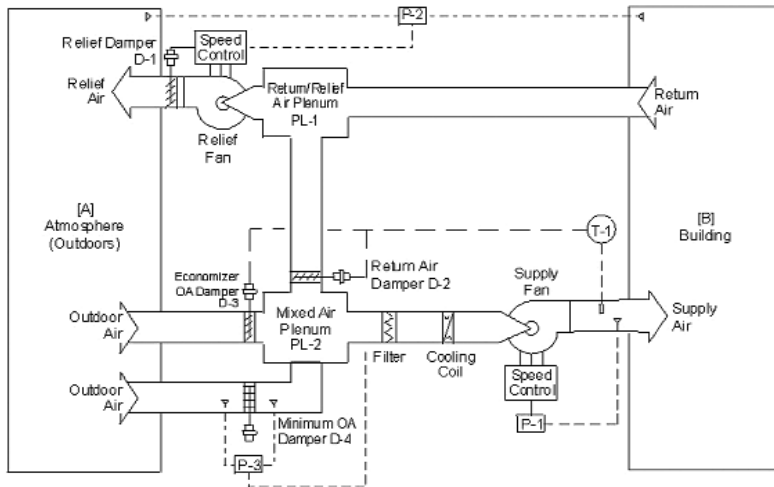 P-2
Relief Damper
D-1
Speed
Control
Relief
Air
Return/Relief
Air Plenum
PL-1
Return
Air
Relief
Fan
[A]
Atmosphere
(Outdoors)
[B]
Building
T-1
Economizer
OA Damper
D-3
Return Air
Damper D-2
Supply
Fan
Outdoor
Air
Mixed Air
Plenum
PL-2
Supply
Air
Filter
Cooling
Coil
Speed
Control
Outdoor
Air
Minimum OA
Damper D-4
P-1
P-3